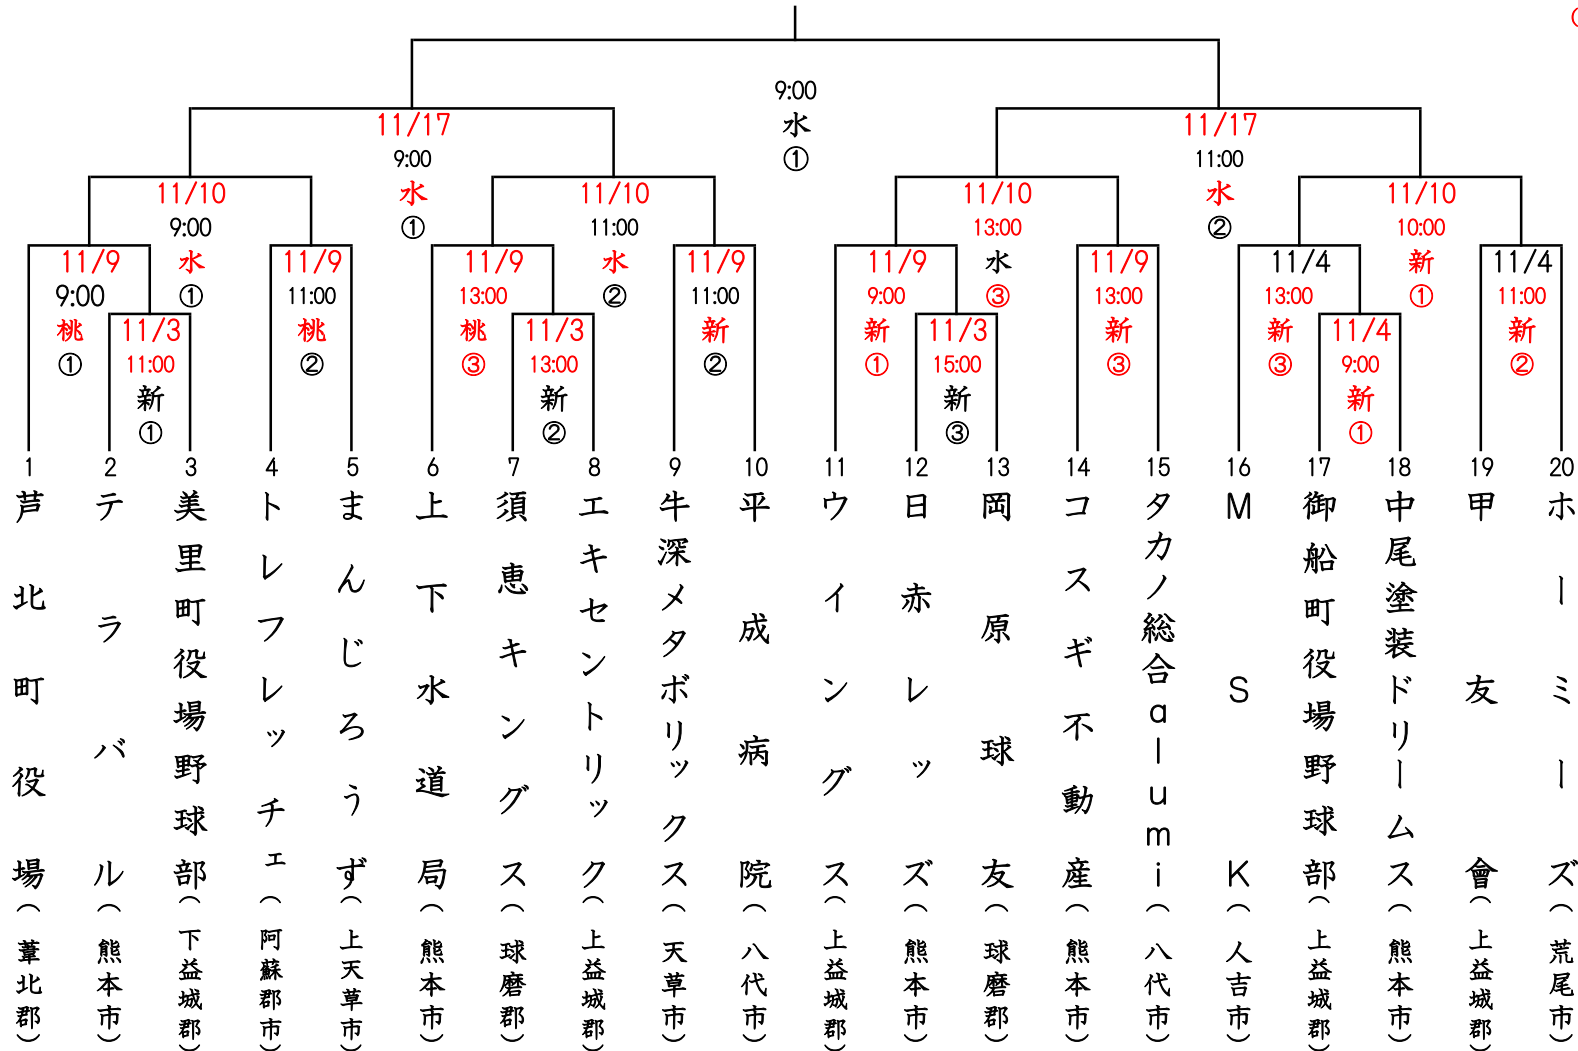 ①
9:00
水
①
11/17
9:00
水
①
11/17
11:00
水
②
11/10
9:00
水
①
11/10
11:00
水
②
11/10
13:00
水
③
11/10
10:00
新
①
11/9
9:00
桃
①
11/9
11:00
桃
②
11/9
13:00
桃
③
11/9
11:00
新
②
11/9
9:00
新
①
11/9
13:00
新
③
11/4
13:00
新
③
11/4
11:00
新
②
11/3
11:00
新
①
11/3
13:00
新
②
11/3
15:00
新
③
11/4
9:00
新
①
1
芦北町役場(葦北郡)
2
テラバル(熊本市)
3
美里町役場野球部(下益城郡)
4
トレフレッチェ(阿蘇郡市)
5
まんじろうず(上天草市)
6
上下水道局(熊本市)
7
須恵キングス(球磨郡)
8
エキセントリック(上益城郡)
9
牛深メタボリックス(天草市)
10
平成病院(八代市)
11
ウイングス(上益城郡)
12
日赤レッズ(熊本市)
13
岡原球友(球磨郡)
14
コスギ不動産(熊本市)
15
タカノ総合alumi(八代市)
16
MSK(人吉市)
17
御船町役場野球部(上益城郡)
18
中尾塗装ドリームス(熊本市)
19
甲友會(上益城郡)
20
ホーミーズ(荒尾市)